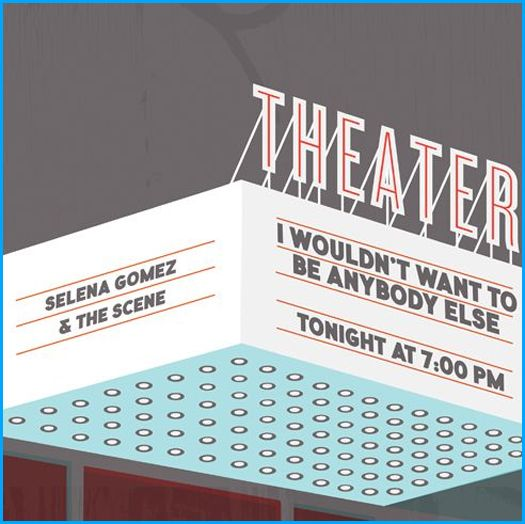 THEATER
SELENA GOMEZ
& THE SCENE
I WOULDN'T WANT TO
BE ANYBODY ELSE
TONIGHT AT 7:00 PM